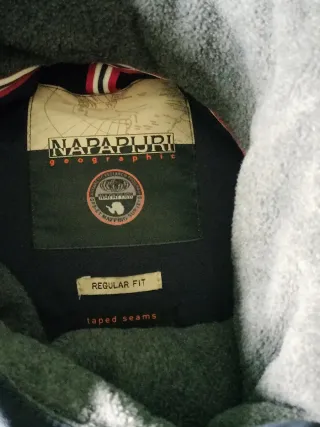 NAPAPIJRI
geographic
REGULAR FIT
taped seams